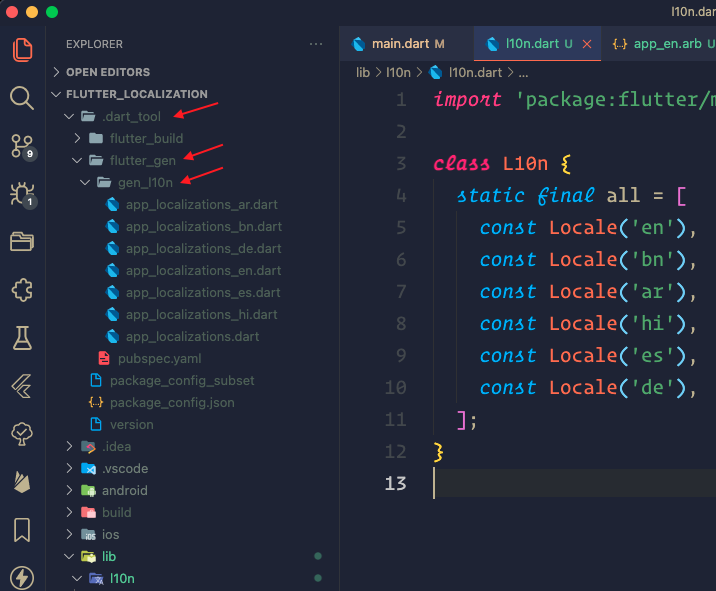 l10n.dar
EXPLORER
OPEN EDITORS
FLUTTER_LOCALIZATION
.dart_tool
flutter_build
flutter_gen
gen_l10n
app_localizations_ar.dart
app_localizations_bn.dart
app_localizations_de.dart
app_localizations_en.dart
app_localizations_es.dart
app_localizations_hi.dart
app_localizations.dart
pubspec.yaml
package_config_subset
package_config.json
version
.idea
.vscode
android
build
ios
lib
l10n
9
1
main.dart M
l10n.dart U
app_en.arb U
lib > l10n > l10n.dart > ...
1 import 'package:flutter/m
2
3 class L10n {
4 static final all = [
5 const Locale('en'),
6 const Locale('bn'),
7 const Locale('ar'),
8 const Locale('hi'),
9 const Locale('es'),
10 const Locale('de'),
11 ];
12 }
13